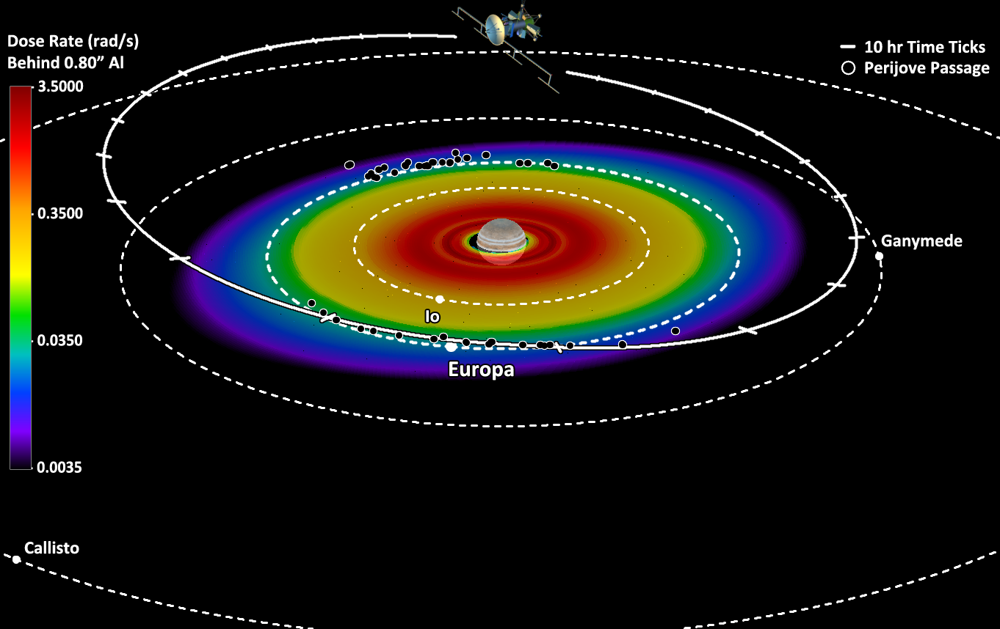 Dose Rate (rad/s)
Behind 0.80” Al
3.5000
0.3500
0.0350
0.0035
10 hr Time Ticks
Perijove Passage
Ganymede
Io
Europa
Callisto